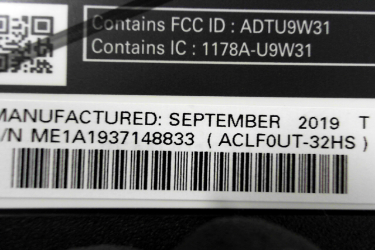 Contains FCC ID : ADTU9W31
Contains IC : 1178A-U9W31
MANUFACTURED: SEPTEMBER 2019 T
/N ME1A1937148833 ( ACLF0UT-32HS )